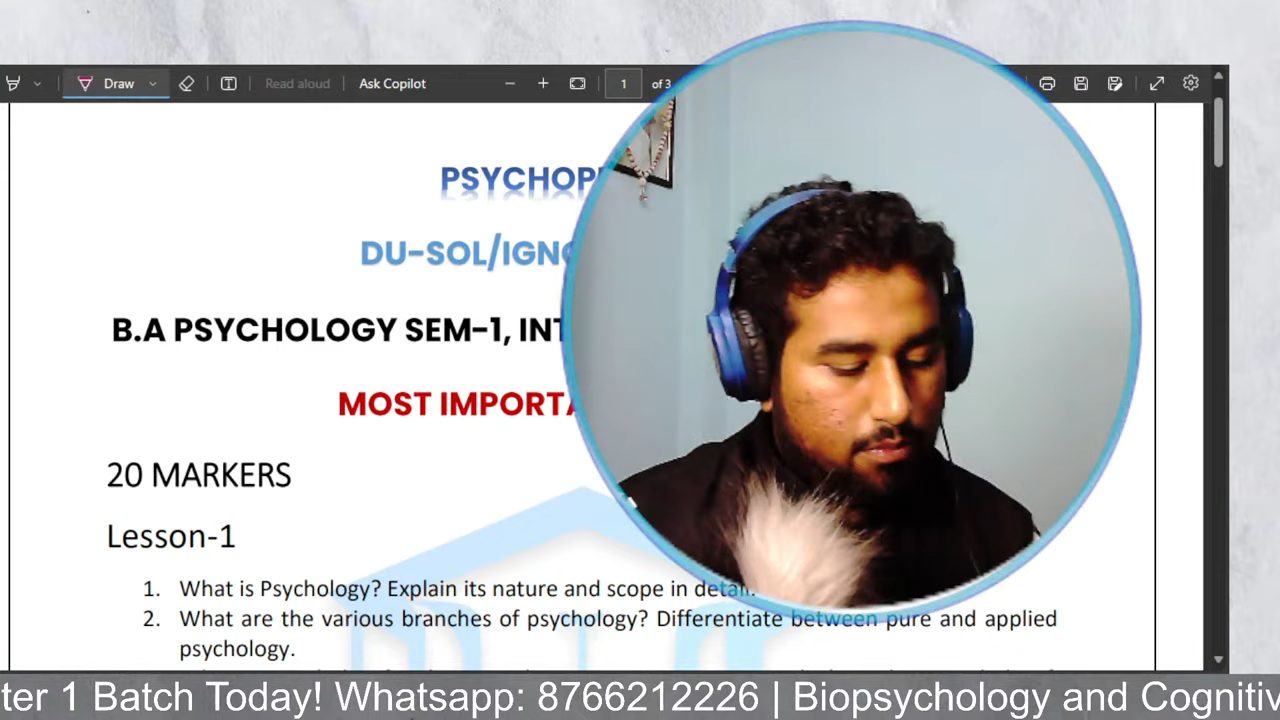 Draw
Read aloud
Ask Copilot
1
of 3
PSYCHOP
DU-SOL/IGNO
B.A PSYCHOLOGY SEM-1, INT
MOST IMPORTA
20 MARKERS
Lesson-1
1. What is Psychology? Explain its nature and scope in detail.
2. What are the various branches of psychology? Differentiate between pure and applied
psychology.
ter 1 Batch Today! Whatsapp: 8766212226 | Biopsychology and Cognitiv